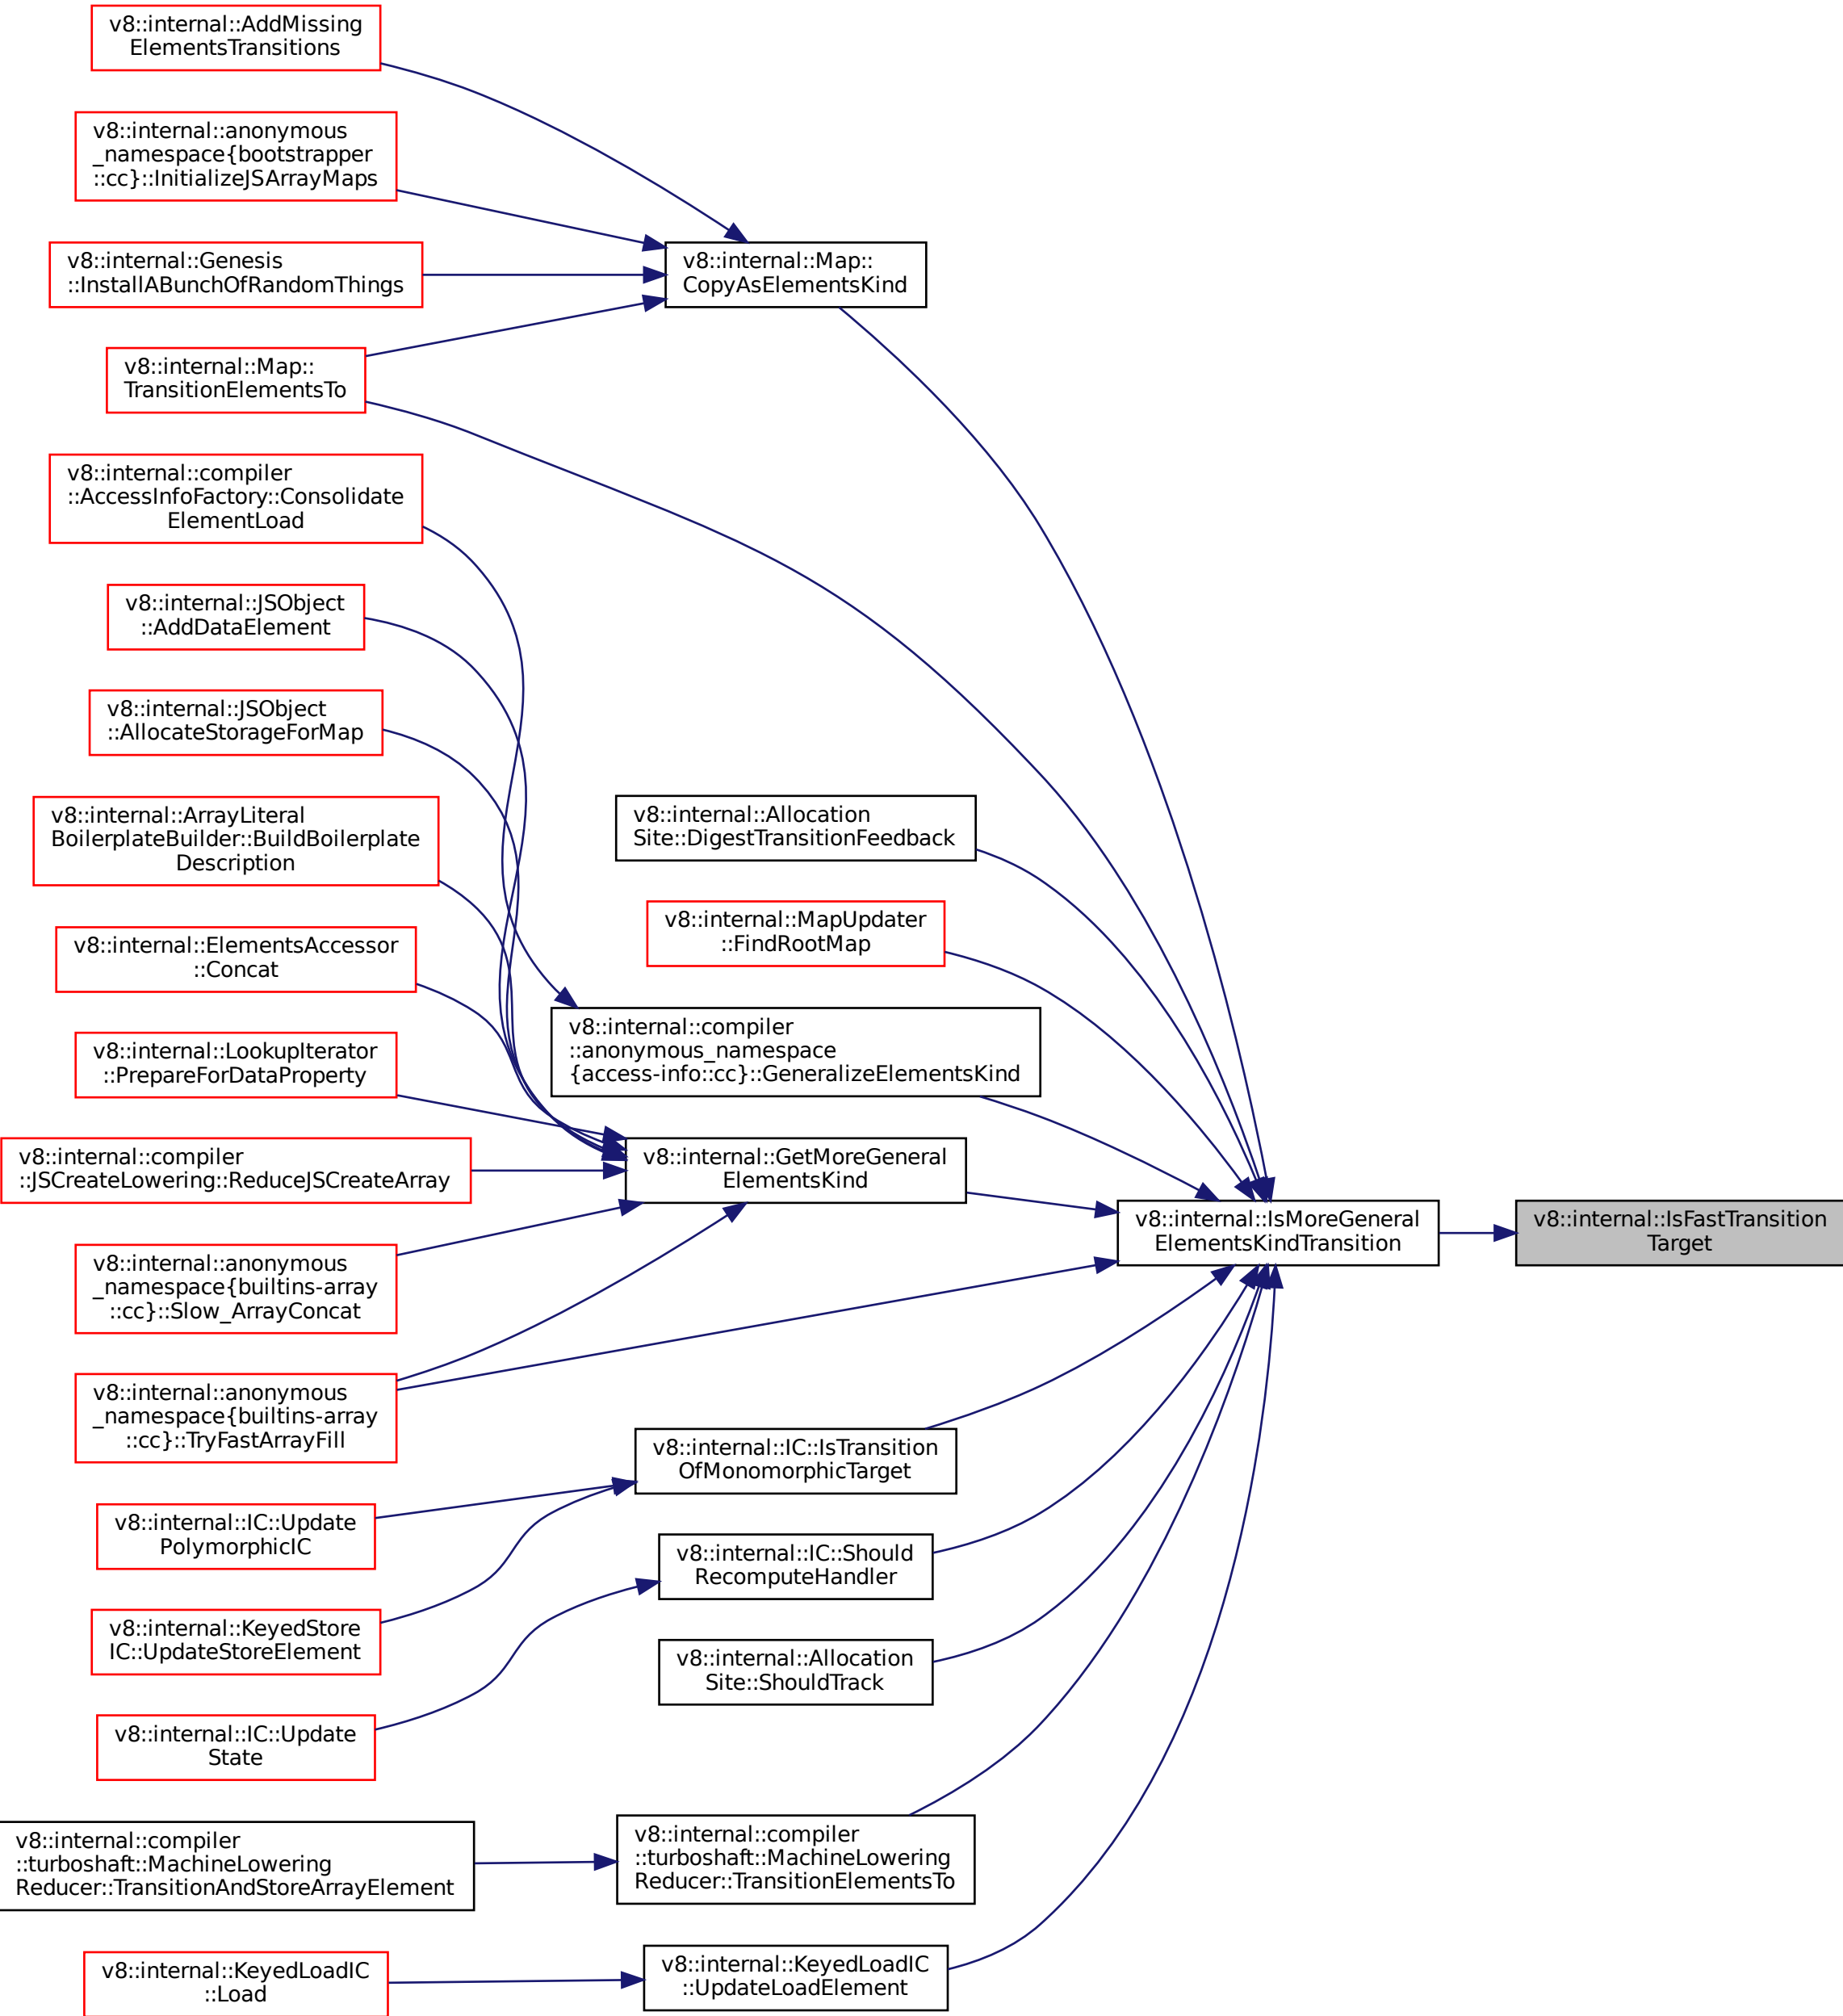 v8::internal::AddMissing
ElementsTransitions
v8::internal::anonymous
_namespace{bootstrapper
::cc}::InitializeJSArrayMaps
v8::internal::Genesis
::InstallABunchOfRandomThings
v8::internal::Map::
CopyAsElementsKind
v8::internal::Map::
TransitionElementsTo
v8::internal::compiler
::AccessInfoFactory::Consolidate
ElementLoad
v8::internal::JSObject
::AddDataElement
v8::internal::JSObject
::AllocateStorageForMap
v8::internal::ArrayLiteral
BoilerplateBuilder::BuildBoilerplate
Description
v8::internal::Allocation
Site::DigestTransitionFeedback
v8::internal::MapUpdater
::FindRootMap
v8::internal::ElementsAccessor
::Concat
v8::internal::compiler
::anonymous_namespace
{access-info::cc}::GeneralizeElementsKind
v8::internal::LookupIterator
::PrepareForDataProperty
v8::internal::compiler
::JSCreateLowering::ReduceJSCreateArray
v8::internal::GetMoreGeneral
ElementsKind
v8::internal::IsMoreGeneral
ElementsKindTransition
v8::internal::IsFastTransition
Target
v8::internal::anonymous
_namespace{builtins-array
::cc}::Slow_ArrayConcat
v8::internal::anonymous
_namespace{builtins-array
::cc}::TryFastArrayFill
v8::internal::IC::IsTransition
OfMonomorphicTarget
v8::internal::IC::Update
PolymorphicIC
v8::internal::IC::Should
RecomputeHandler
v8::internal::KeyedStore
IC::UpdateStoreElement
v8::internal::Allocation
Site::ShouldTrack
v8::internal::IC::Update
State
v8::internal::compiler
::turboshaft::MachineLowering
Reducer::TransitionAndStoreArrayElement
v8::internal::compiler
::turboshaft::MachineLowering
Reducer::TransitionElementsTo
v8::internal::KeyedLoadIC
::Load
v8::internal::KeyedLoadIC
::UpdateLoadElement